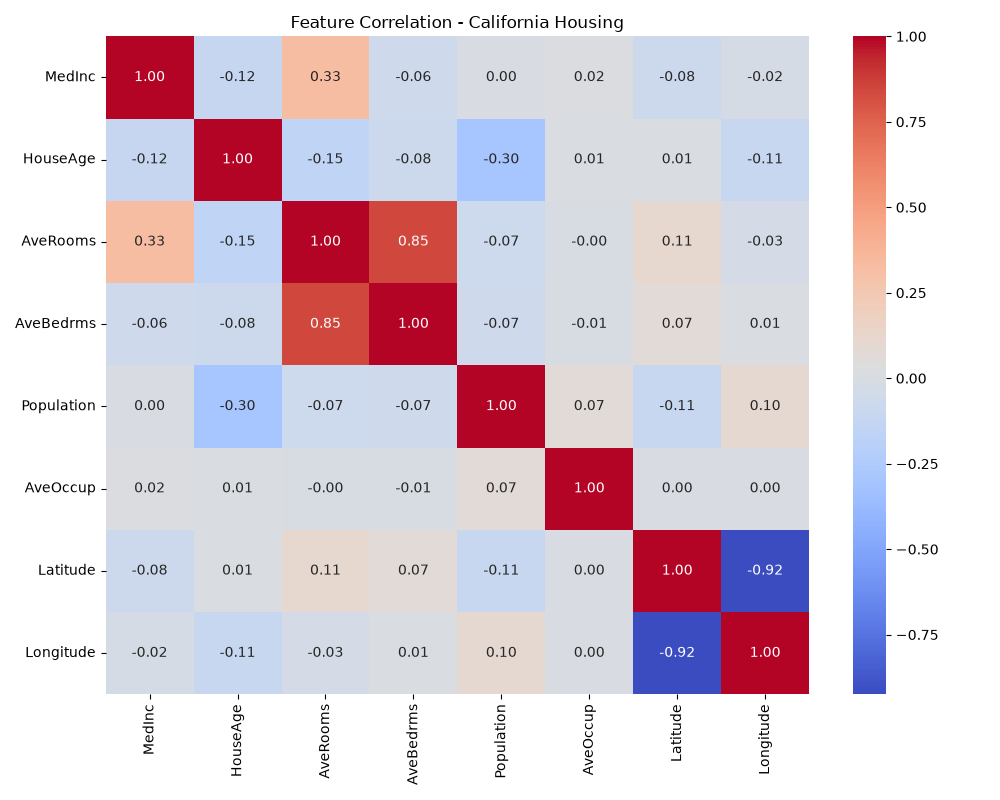 Feature Correlation - California Housing
MedInc 1.00 -0.12 0.33 -0.06 0.00 0.02 -0.08 -0.02
HouseAge -0.12 1.00 -0.15 -0.08 -0.30 0.01 0.01 -0.11
AveRooms 0.33 -0.15 1.00 0.85 -0.07 -0.00 0.11 -0.03
AveBedrms -0.06 -0.08 0.85 1.00 -0.07 -0.01 0.07 0.01
Population 0.00 -0.30 -0.07 -0.07 1.00 0.07 -0.11 0.10
AveOccup 0.02 0.01 -0.00 -0.01 0.07 1.00 0.00 0.00
Latitude -0.08 0.01 0.11 0.07 -0.11 0.00 1.00 -0.92
Longitude -0.02 -0.11 -0.03 0.01 0.10 0.00 -0.92 1.00
MedInc
HouseAge
AveRooms
AveBedrms
Population
AveOccup
Latitude
Longitude
1.00
0.75
0.50
0.25
0.00
−0.25
−0.50
−0.75